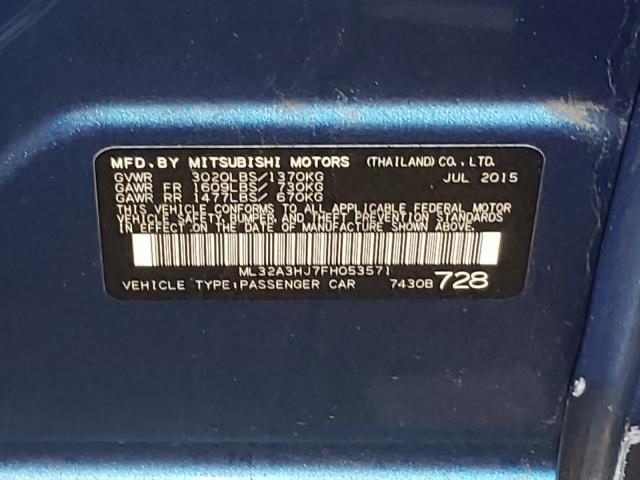 MFD.BY MITSUBISHI MOTORS (THAILAND) CO., LTD.
GVWR 3020LBS/1370KG JUL 2015
GAWR FR 1609LBS/ 730KG
GAWR RR 1477LBS/ 670KG
THIS VEHICLE CONFORMS TO ALL APPLICABLE FEDERAL MOTOR
VEHICLE SAFETY, BUMPER, AND THEFT PREVENTION STANDARDS
IN EFFECT ON THE DATE OF MANUFACTURE SHOWN ABOVE.
ML32A3HJ7FH053571
VEHICLE TYPE:PASSENGER CAR 7430B 728